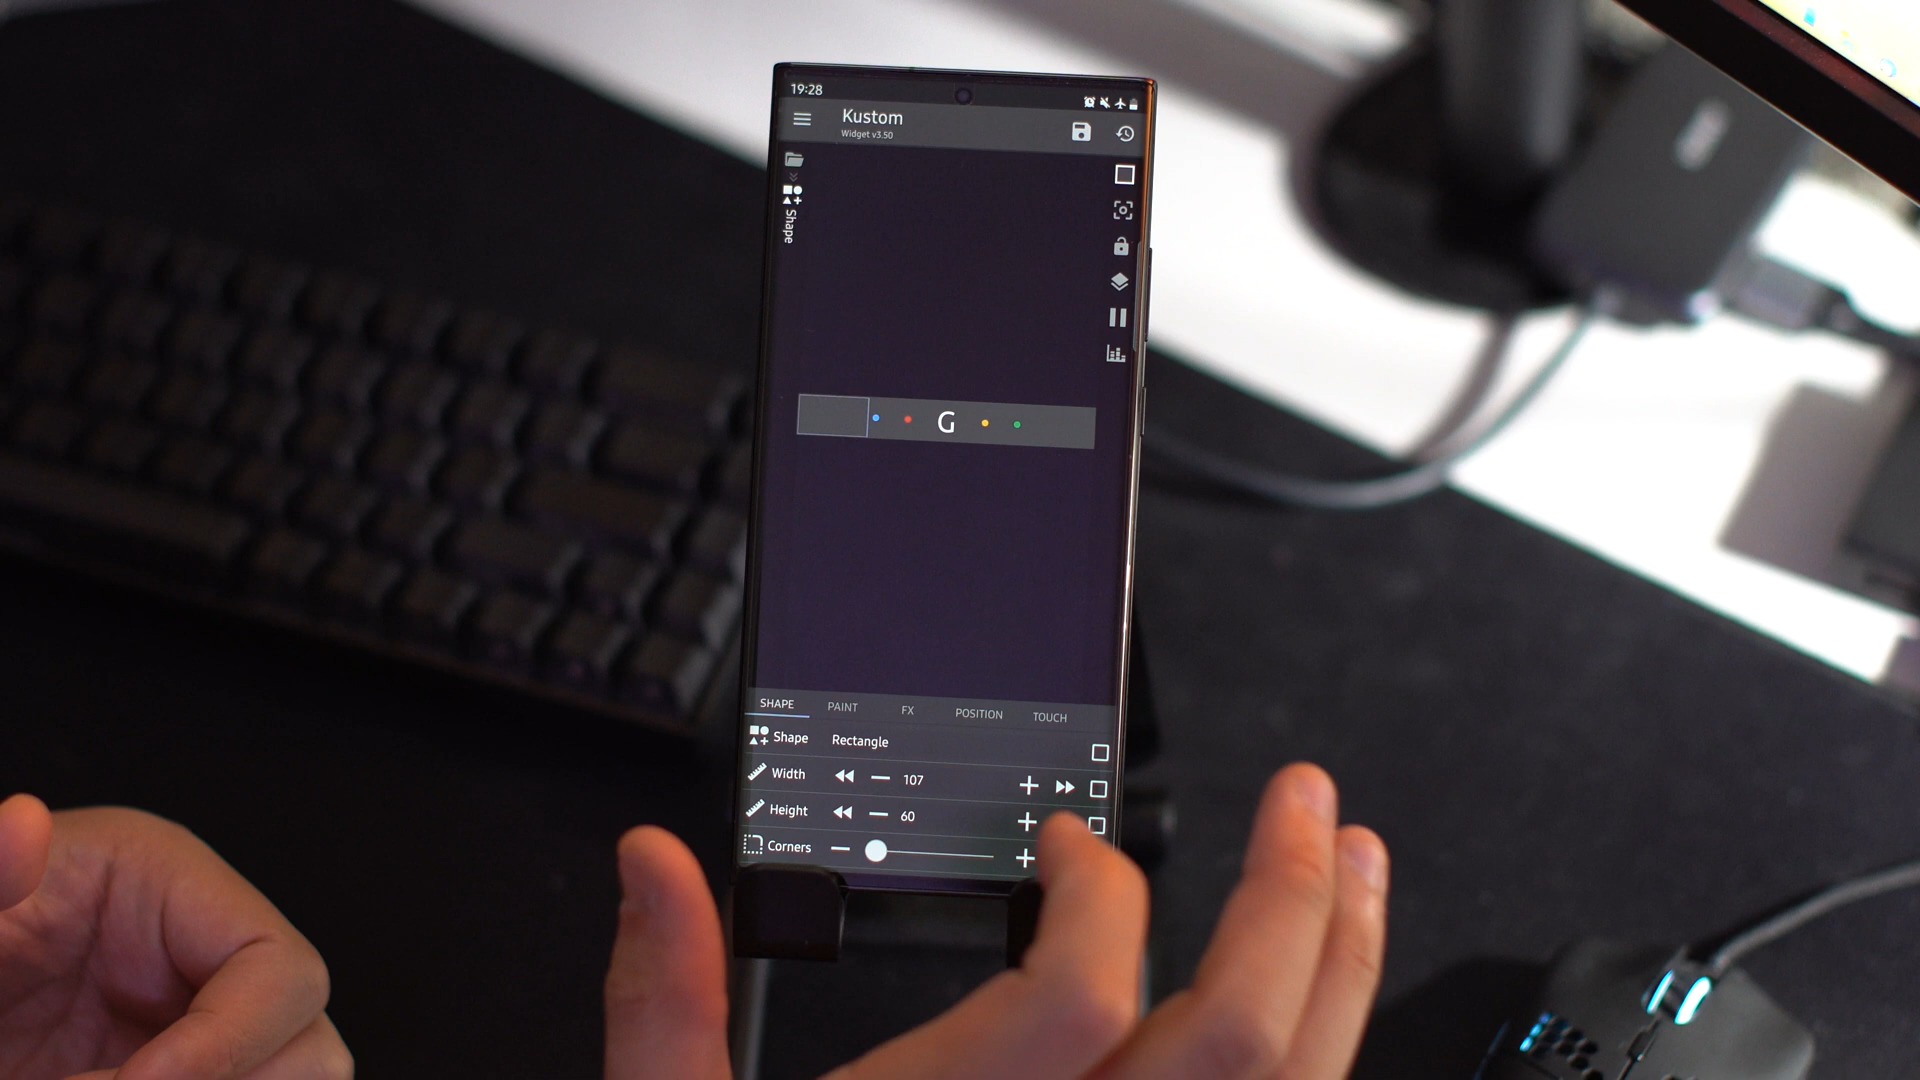 19:28
Kustom
Widget v3.50
Shape
G
SHAPE PAINT FX POSITION TOUCH
Shape Rectangle
Width 107
Height 60
Corners